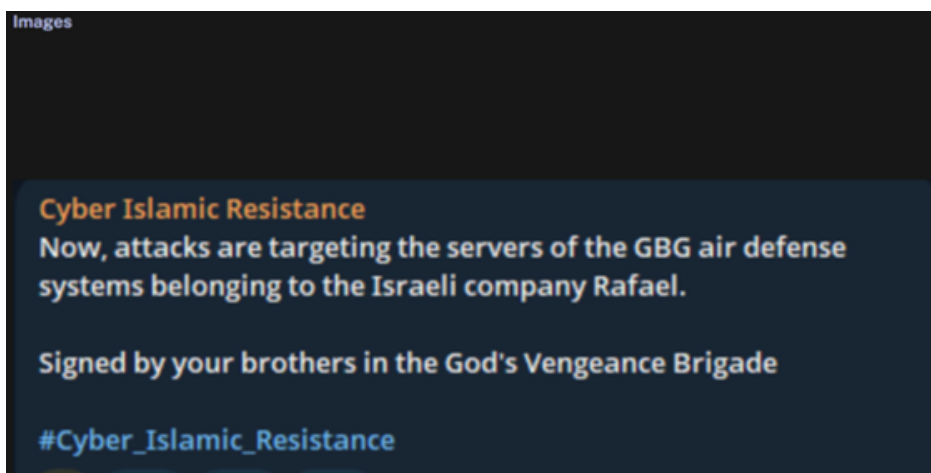 Images
Cyber Islamic Resistance
Now, attacks are targeting the servers of the GBG air defense
systems belonging to the Israeli company Rafael.
Signed by your brothers in the God's Vengeance Brigade
#Cyber_Islamic_Resistance